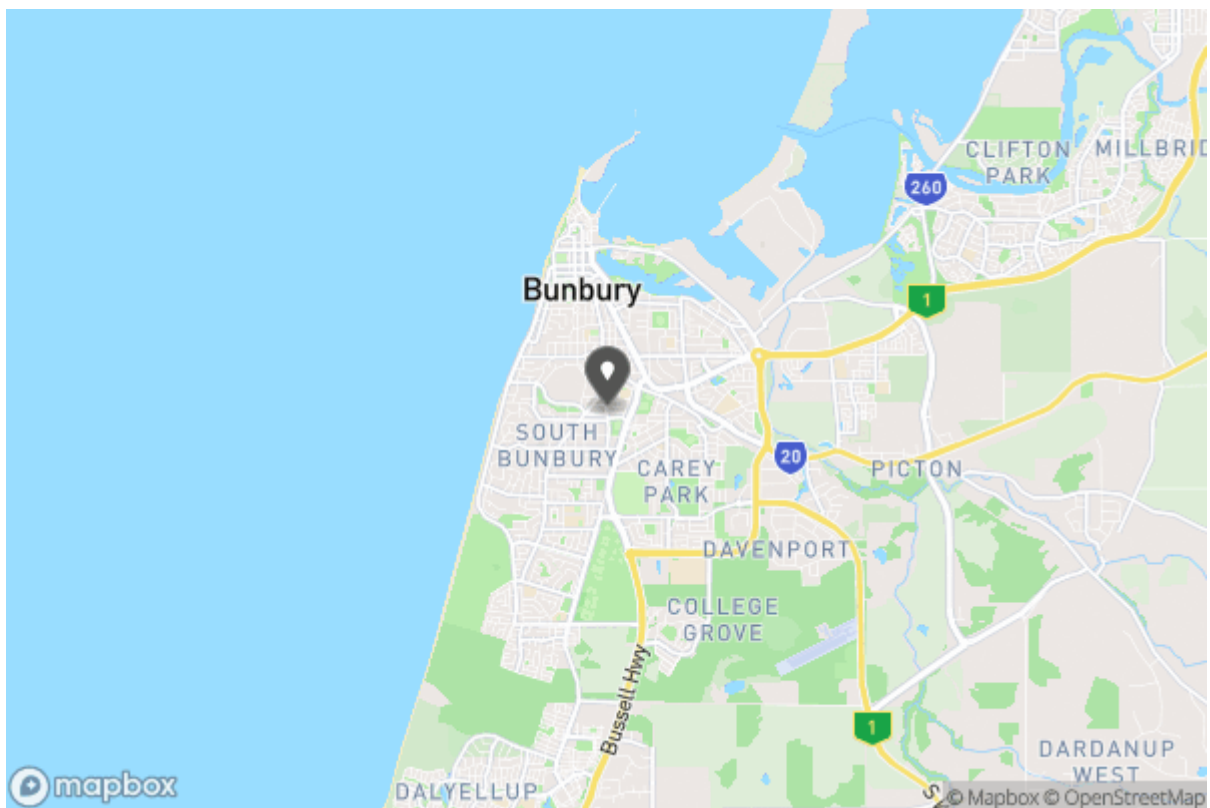 CLIFTON
PARK
MILLBRID
260
Bunbury
1
SOUTH
BUNBURY
CAREY
PARK
20
PICTON
DAVENPORT
COLLEGE
GROVE
Bussell Hwy
1
DARDANUP
WEST
DALYELLUP
S
mapbox
© Mapbox © OpenStreetMap